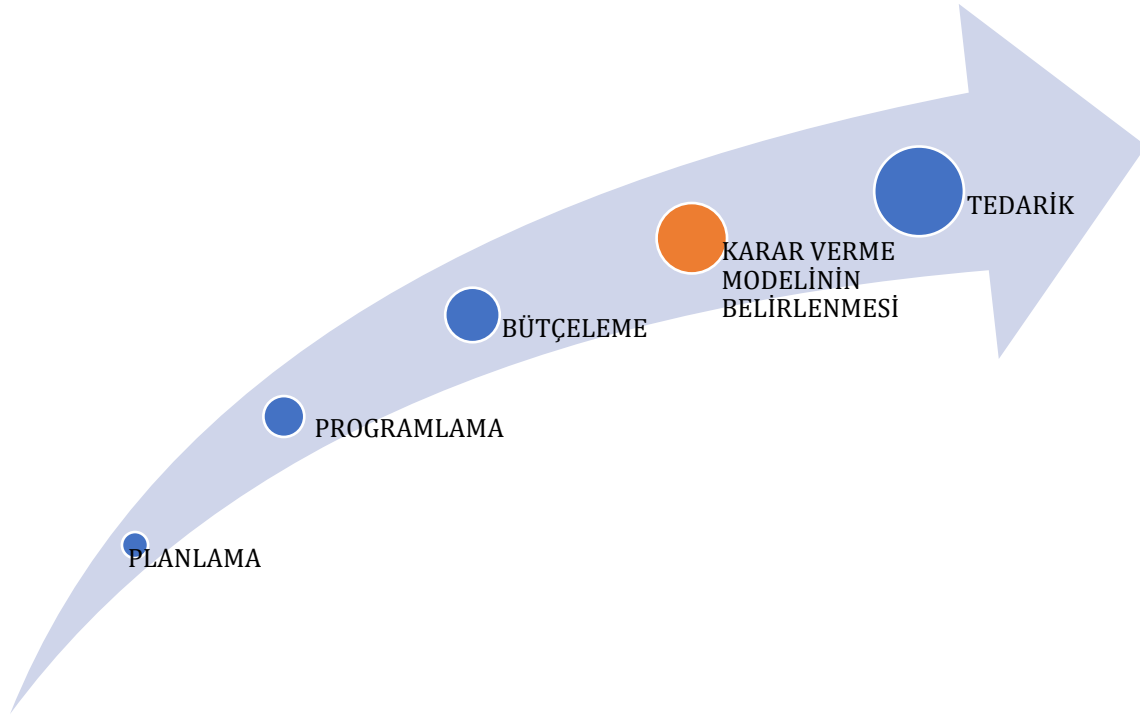 TEDARİK
KARAR VERME
MODELİNİN
BELİRLENMESİ
BÜTÇELEME
PROGRAMLAMA
PLANLAMA